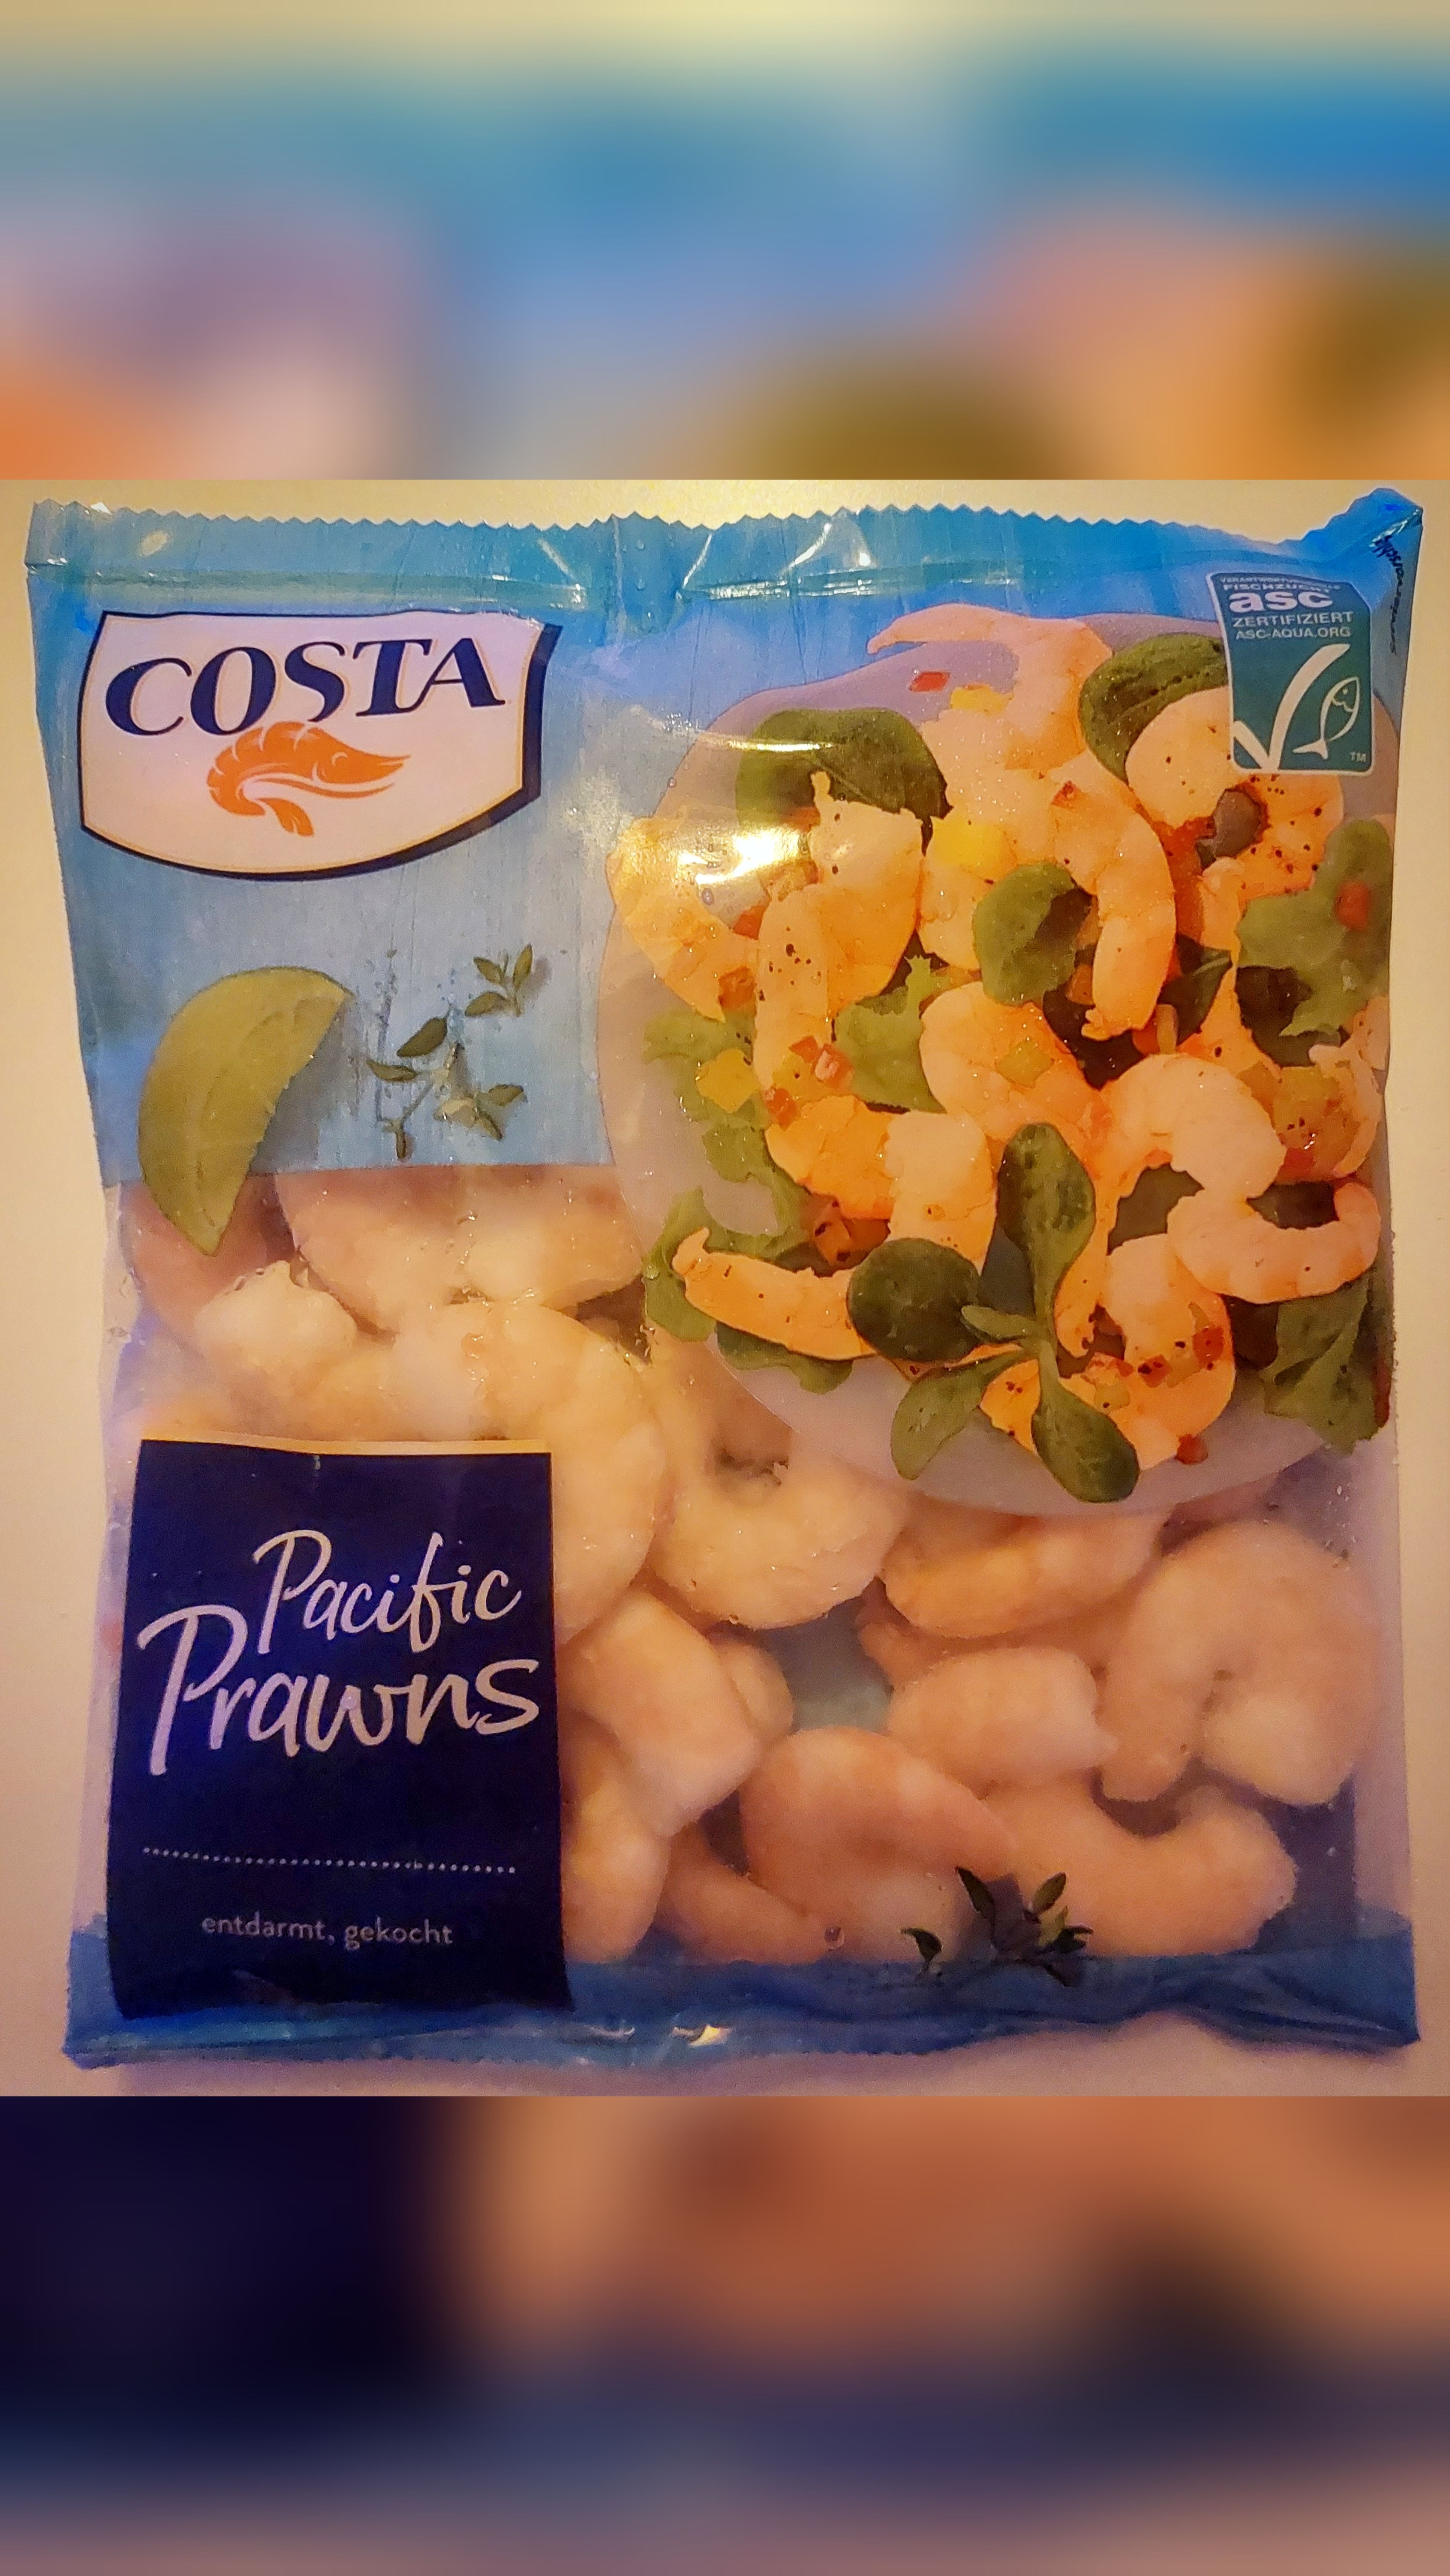 COSTA
VERANTWORTUNGSVOLLE
FISCHZUCHT
asc
ZERTIFIZIERT
ASC-AQUA.ORG
TM
Pacific
Prawns
entdarmt, gekocht